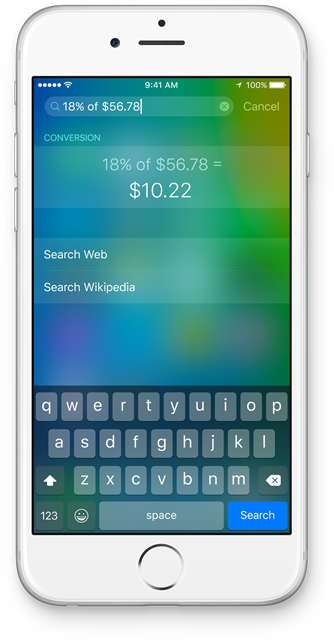 9:41 AM 100%
18% of $56.78 Cancel
CONVERSION
18% of $56.78 =
$10.22
Search Web
Search Wikipedia
q w e r t y u i o p
a s d f g h j k l
z x c v b n m
123 space Search